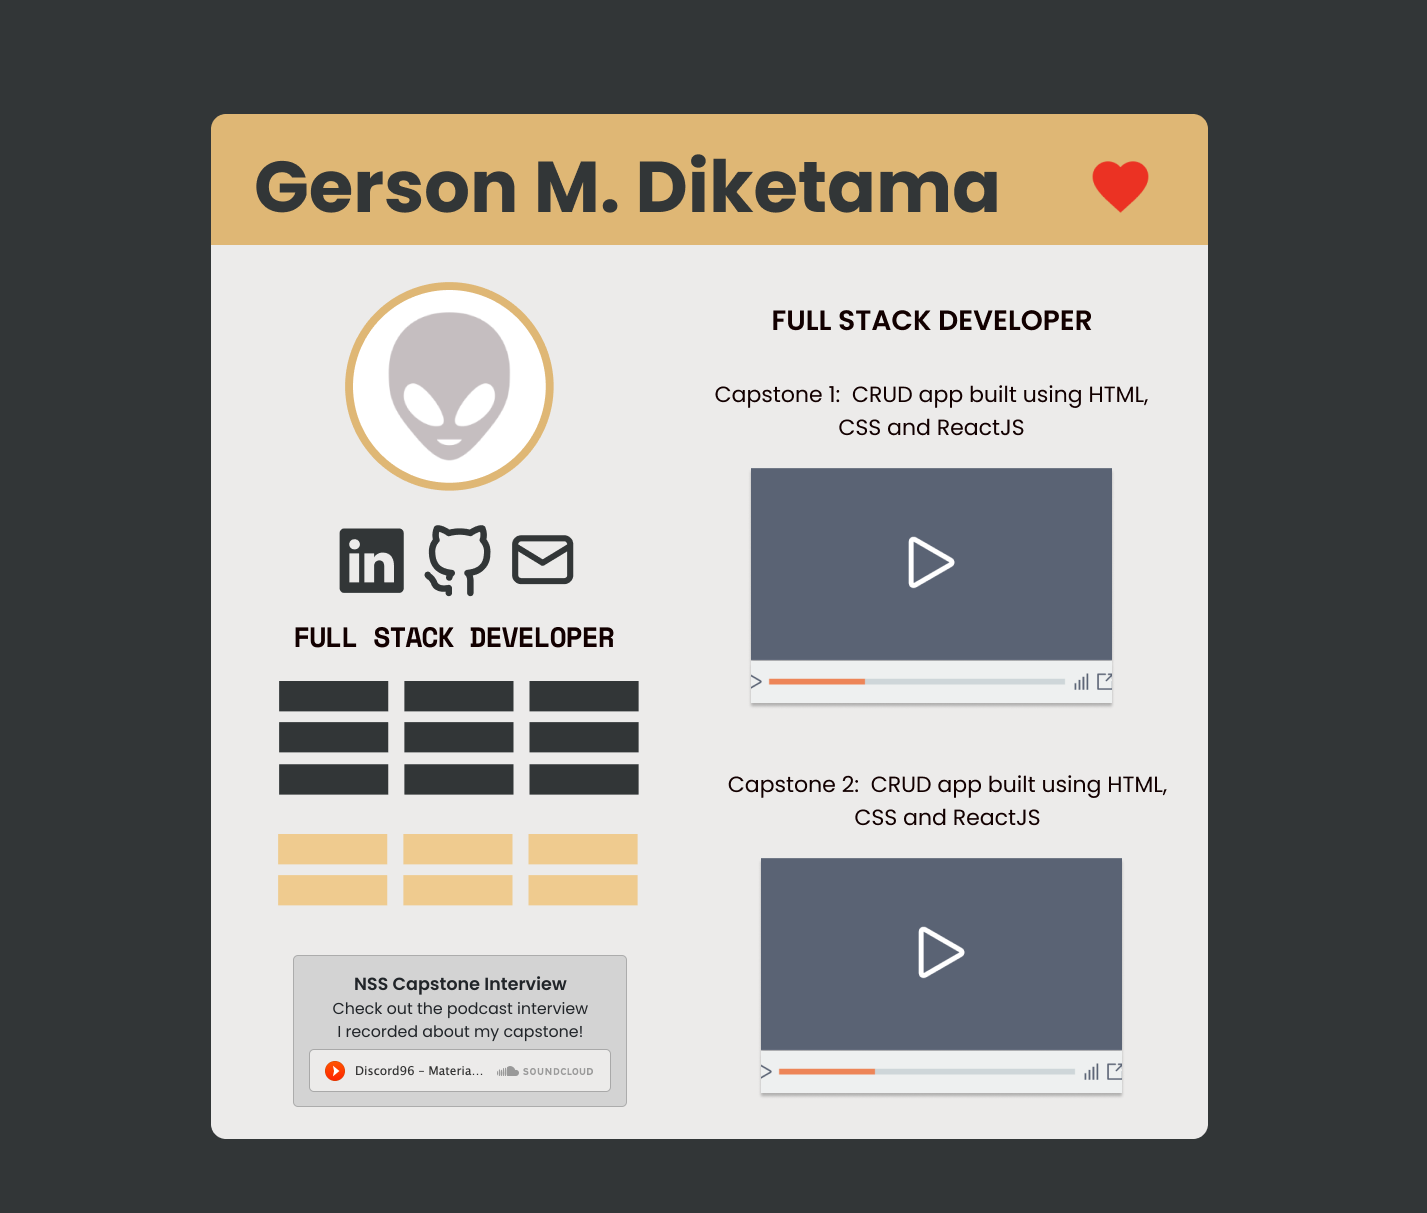 Gerson M. Diketama
in
FULL STACK DEVELOPER
NSS Capstone Interview
Check out the podcast interview
I recorded about my capstone!
Discord96 – Materia...
SOUNDCLOUD
FULL STACK DEVELOPER
Capstone 1:  CRUD app built using HTML,
CSS and ReactJS
Capstone 2:  CRUD app built using HTML,
CSS and ReactJS